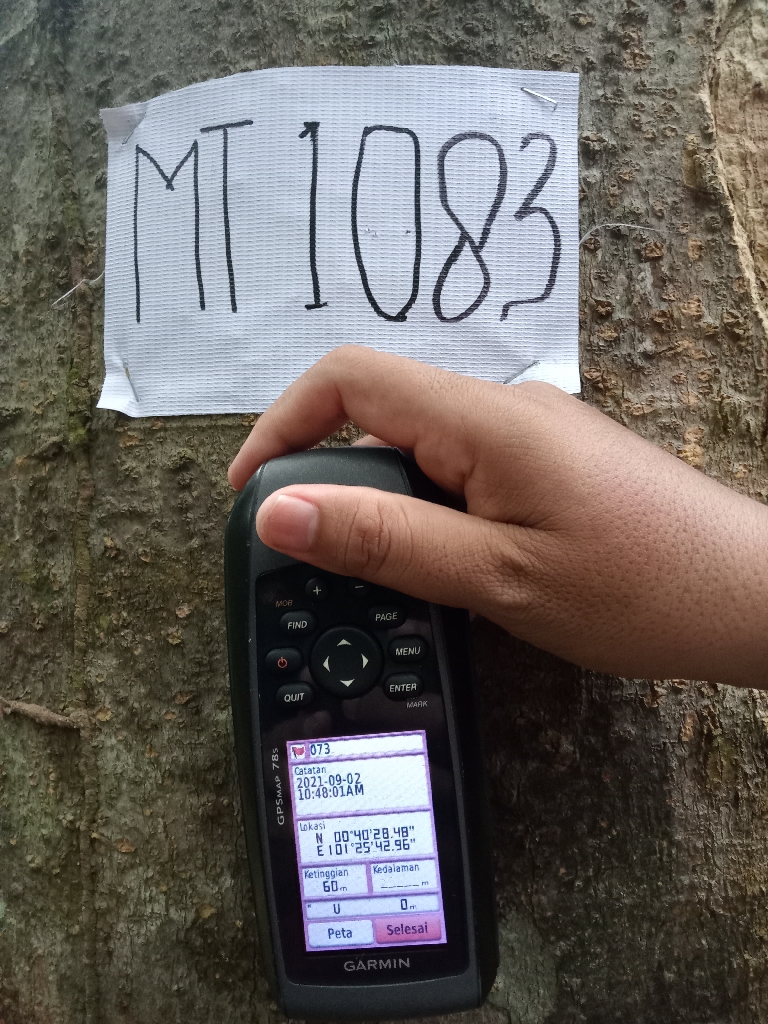 MT 1083
MOB
+
−
FIND
PAGE
MENU
QUIT
ENTER
MARK
GPSMAP 78s
073
Catatan
2021-09-02
10:48:01AM
Lokasi
N 00°40'28.48"
E101°25'42.96"
Ketinggian
60m
Kedalaman
_____m
U 0m
Peta
Selesai
GARMIN